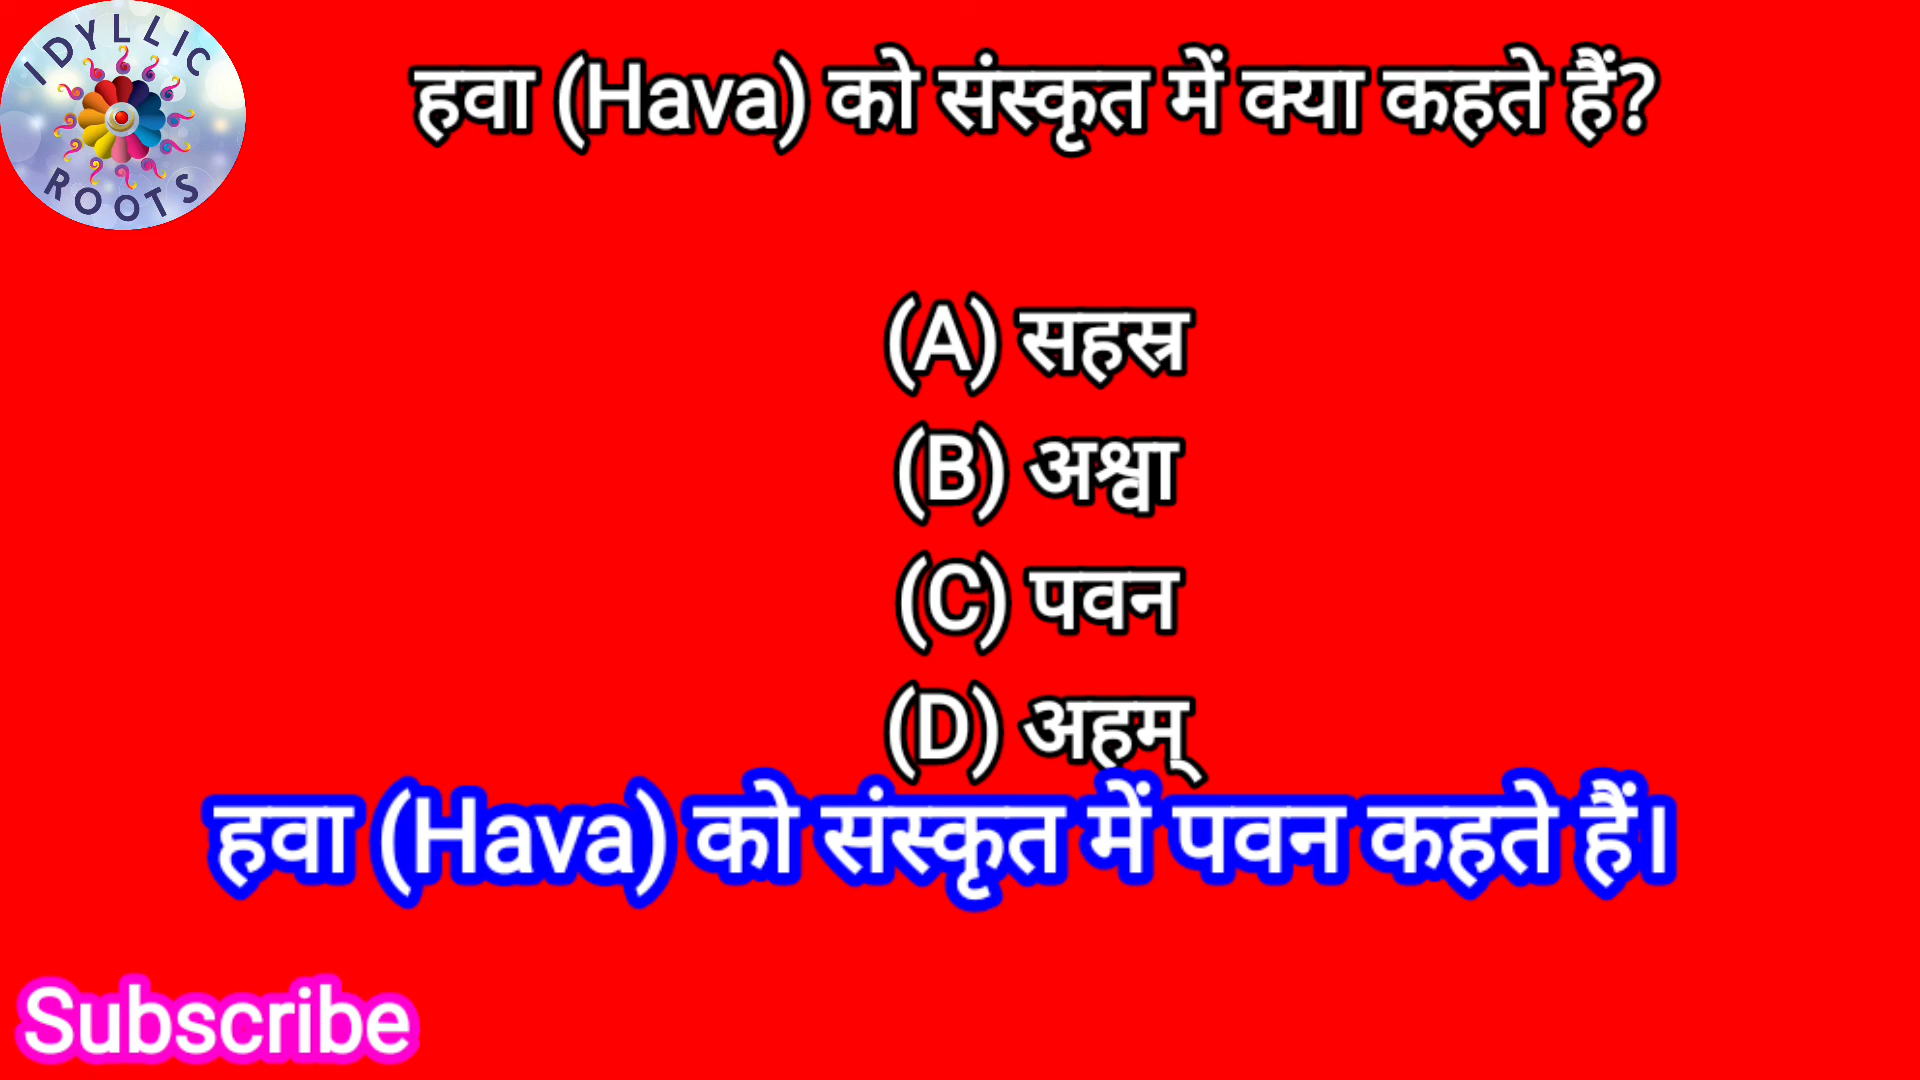 IDYLLIC
ROOTS
हवा (Hava) को संस्कृत में क्या कहते हैं?
(A) सहस्र
(B) अश्वा
(C) पवन
(D) अहम्
हवा (Hava) को संस्कृत में पवन कहते हैं।
Subscribe